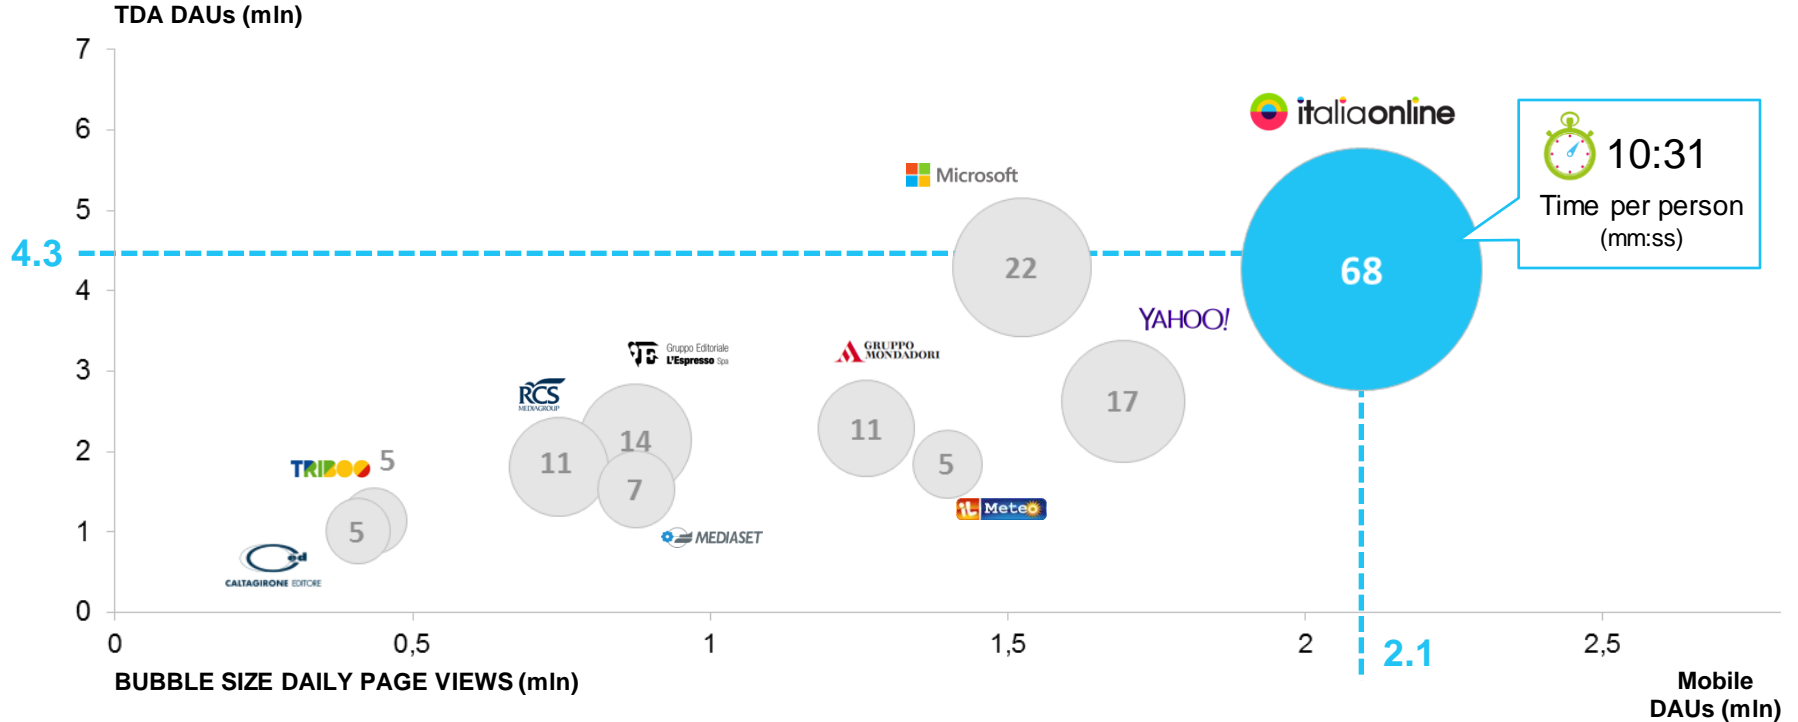 TDA DAUs (mln)
7
6
5
4
3
2
1
0
4.3
italiaonline
10:31
Time per person
(mm:ss)
68
Microsoft
22
YAHOO!
17
GRUPPO
MONDADORI
11
5
iL Meteo
Gruppo Editoriale
L'Espresso Spa
14
RCS
MEDIAGROUP
11
7
MEDIASET
TRIBOO
5
5
Ced
CALTAGIRONE EDITORE
0
0,5
1
1,5
2
2,5
2.1
BUBBLE SIZE DAILY PAGE VIEWS (mln)
Mobile
DAUs (mln)